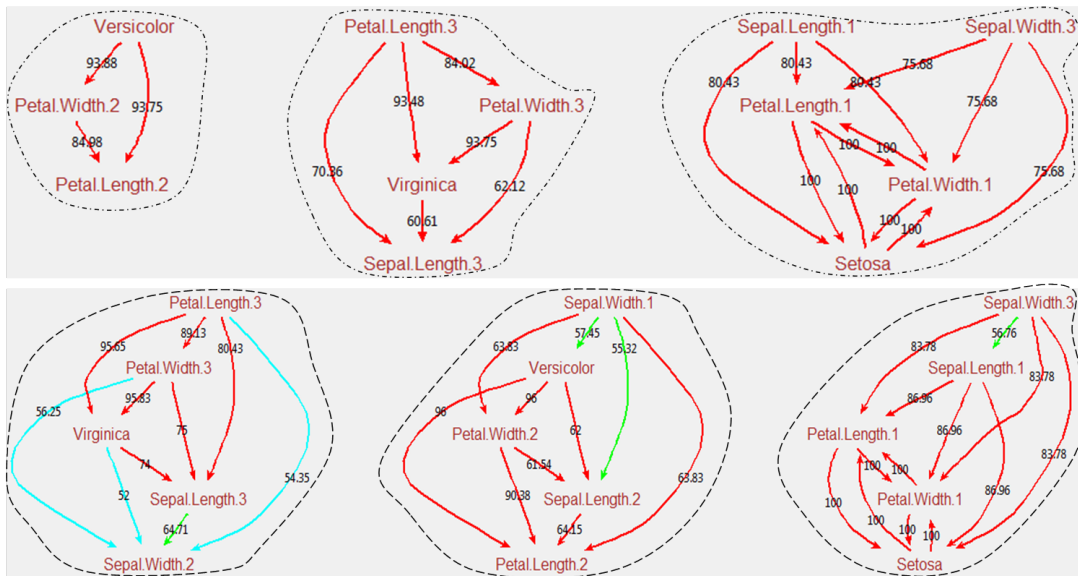 Versicolor
93.88
Petal.Width.2
93.75
84.98
Petal.Length.2
Petal.Length.3
84.02
93.48
Petal.Width.3
93.75
70.36
Virginica
62.12
60.61
Sepal.Length.3
Sepal.Length.1
Sepal.Width.3
80.43
80.43
80.43
75.68
Petal.Length.1
75.68
100
100
100
100
Petal.Width.1
75.68
100
100
Setosa
Petal.Length.3
95.65
89.13
80.43
Petal.Width.3
56.25
95.83
Virginica
75
74
54.35
52
Sepal.Length.3
64.71
Sepal.Width.2
Sepal.Width.1
63.83
57.45
55.32
Versicolor
96
96
Petal.Width.2
62
61.54
63.83
90.38
Sepal.Length.2
64.15
Petal.Length.2
Sepal.Width.3
56.76
83.78
Sepal.Length.1
83.78
86.96
Petal.Length.1
86.96
83.78
100
100
86.96
100
Petal.Width.1
100
100
100
Setosa